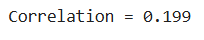 Correlation = 0.199